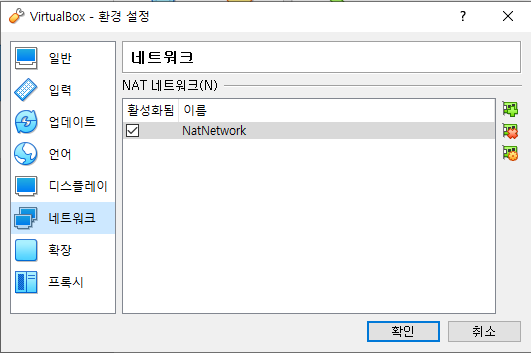 VirtualBox - 환경 설정
일반
입력
업데이트
언어
디스플레이
네트워크
확장
프록시
네트워크
NAT 네트워크(N)
활성화됨 이름
NatNetwork
확인 취소